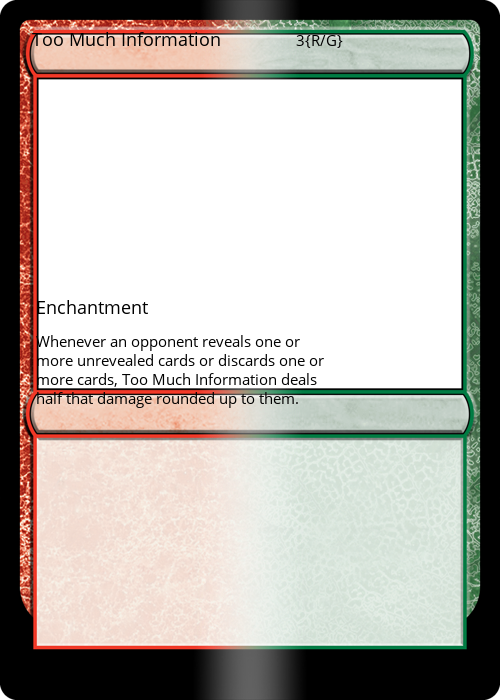 Too Much Information 3{R/G}
Enchantment
Whenever an opponent reveals one or
more unrevealed cards or discards one or
more cards, Too Much Information deals
half that damage rounded up to them.